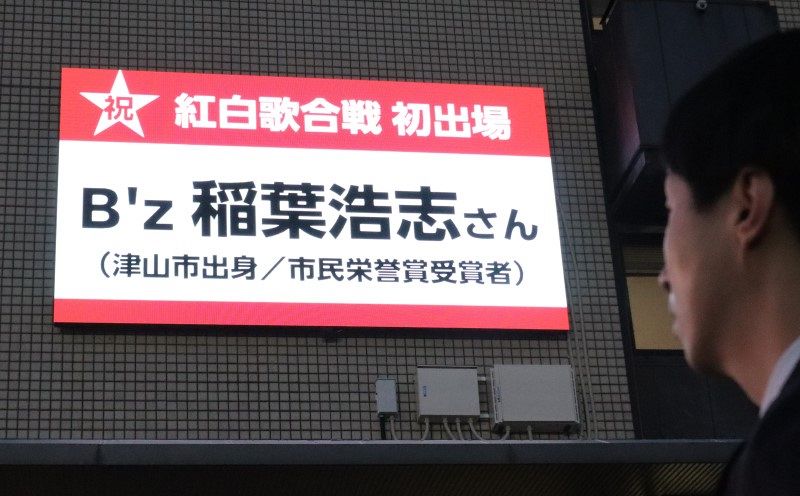 祝 紅白歌合戦 初出場
B'z 稲葉浩志さん
（津山市出身／市民栄誉賞受賞者）